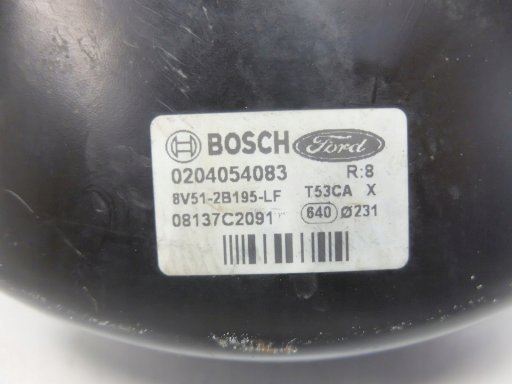 BOSCH Ford
0204054083 R:8
8V51-2B195-LF T53CA X
08137C2091 640 Ø231